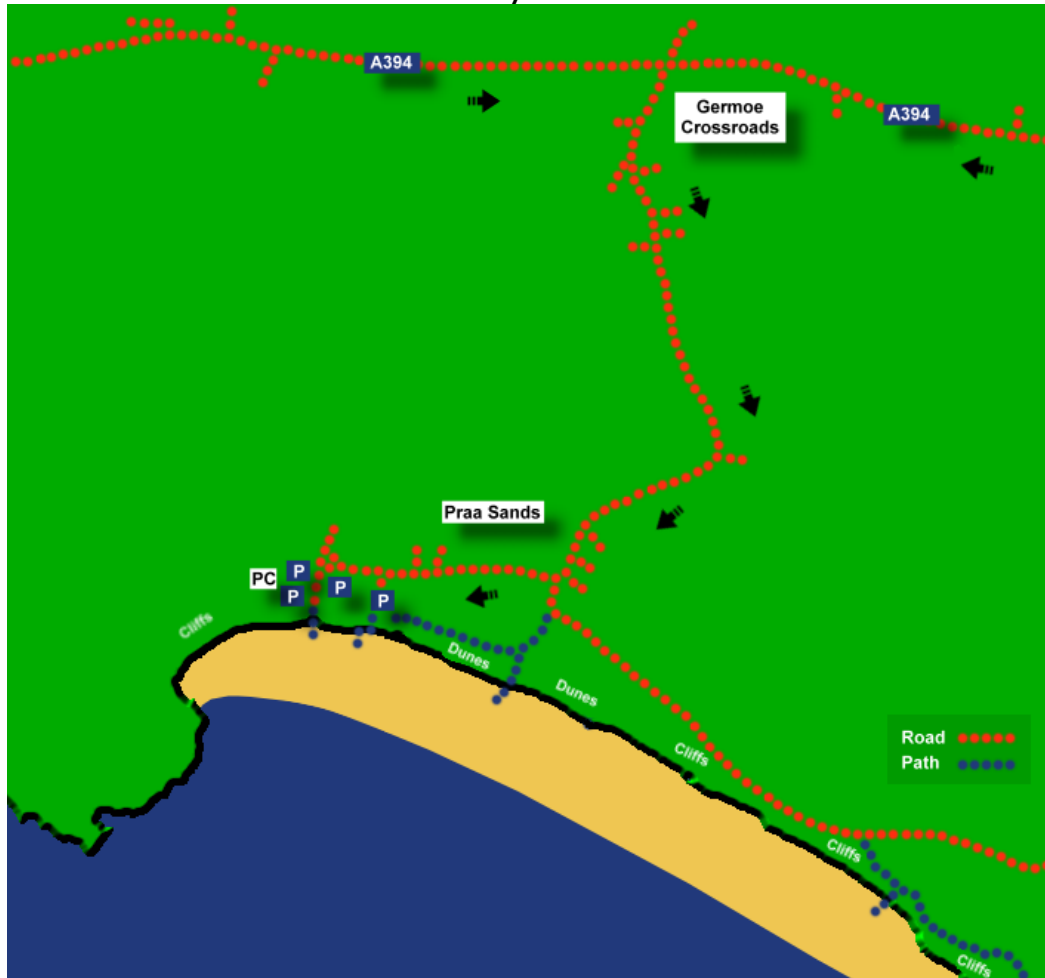 A394
Germoe
Crossroads
A394
Praa Sands
PC
P
P
P
P
Cliffs
Dunes
Dunes
Cliffs
Road
Path
Cliffs
Cliffs